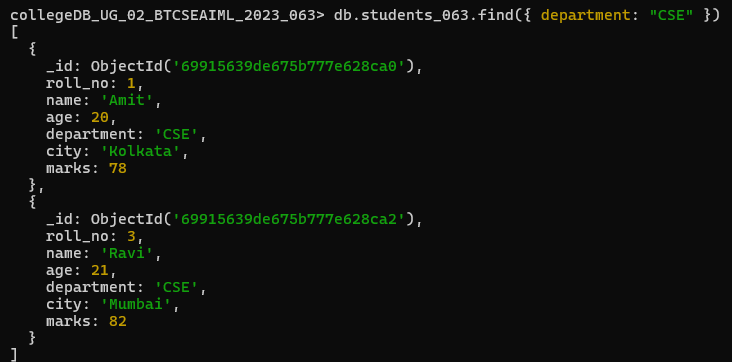 collegeDB_UG_02_BTCSEAIML_2023_063> db.students_063.find({ department: "CSE" })
[
  {
    _id: ObjectId('69915639de675b777e628ca0'),
    roll_no: 1,
    name: 'Amit',
    age: 20,
    department: 'CSE',
    city: 'Kolkata',
    marks: 78
  },
  {
    _id: ObjectId('69915639de675b777e628ca2'),
    roll_no: 3,
    name: 'Ravi',
    age: 21,
    department: 'CSE',
    city: 'Mumbai',
    marks: 82
  }
]